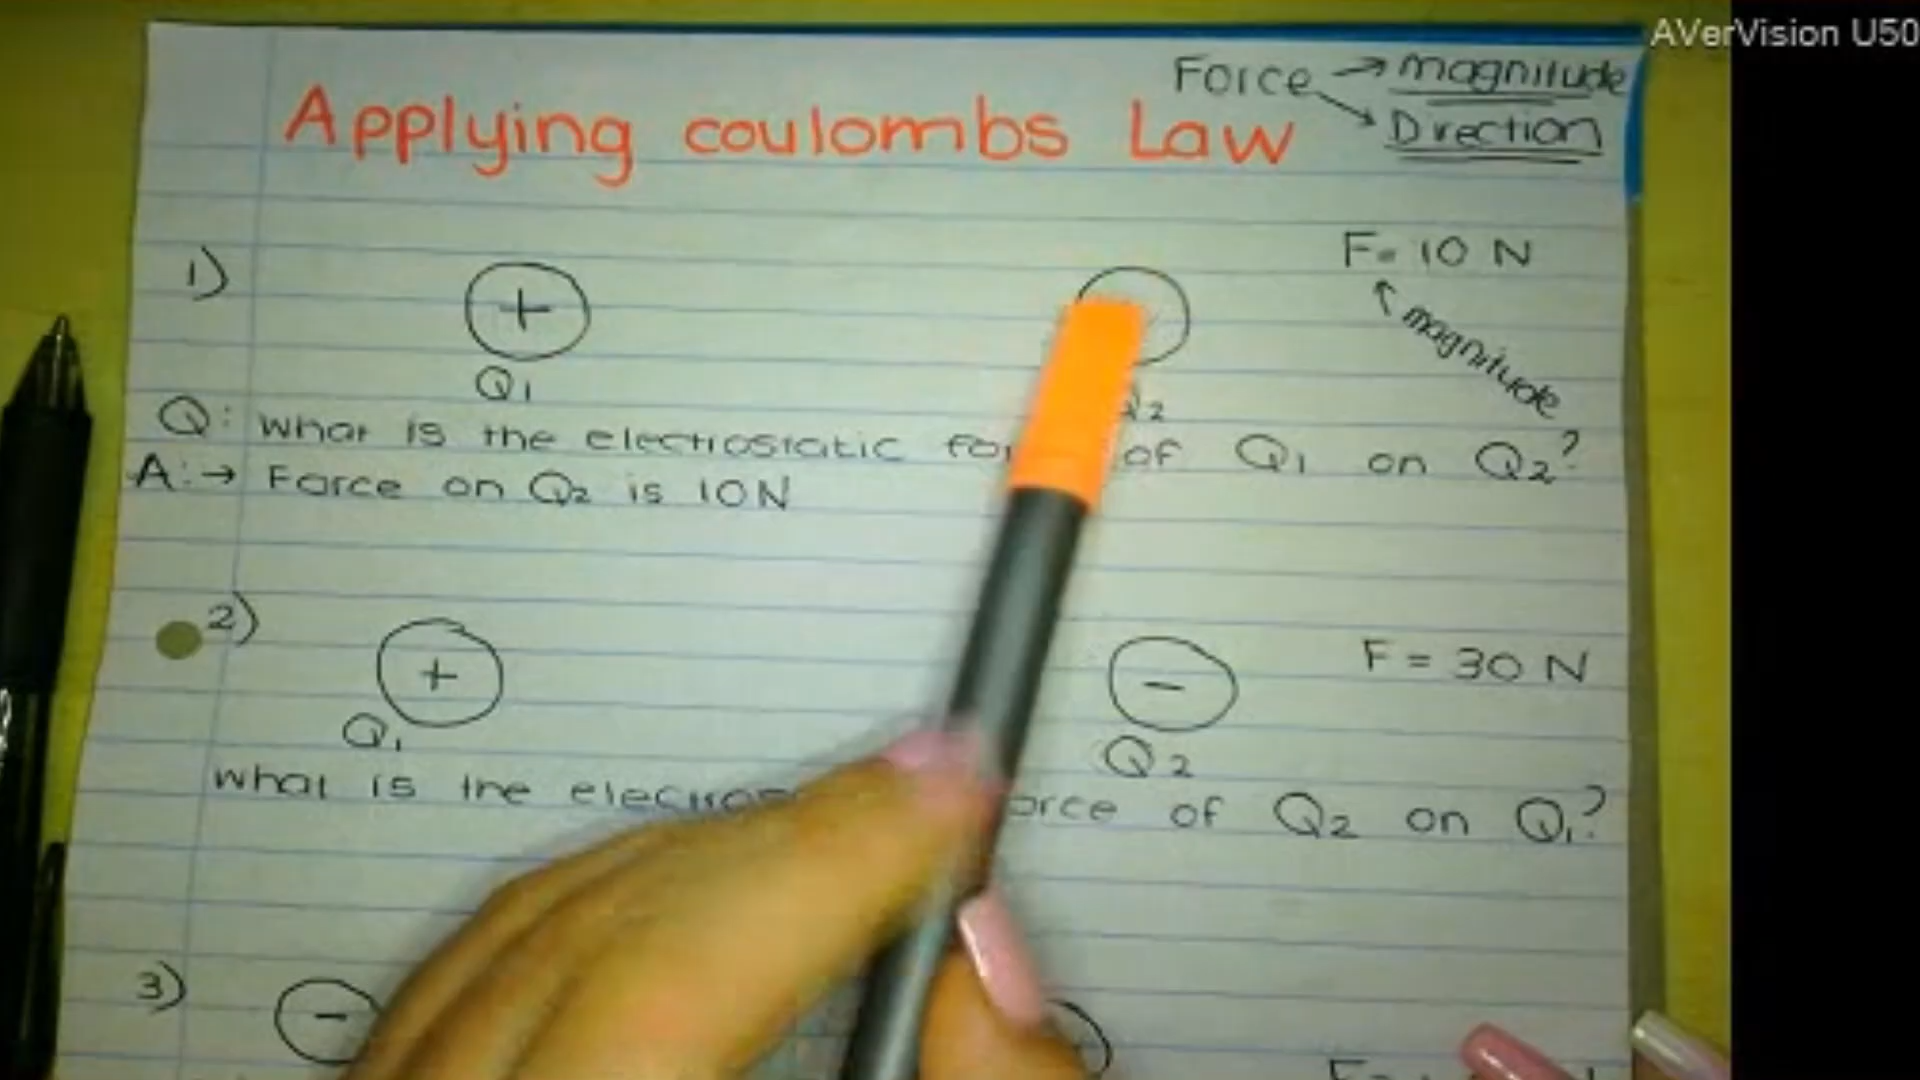 AVerVision U50
Force → magnitude
Direction
Applying coulombs Law
1)
+
F= 10 N
magnitude
Q1
Q: What is the electrostatic of Q1 on Q2?
A: → Force on Q2 is 10N
2)
+
-
F = 30 N
Q1
Q2
what is the of Q2 on Q1?
3)
-